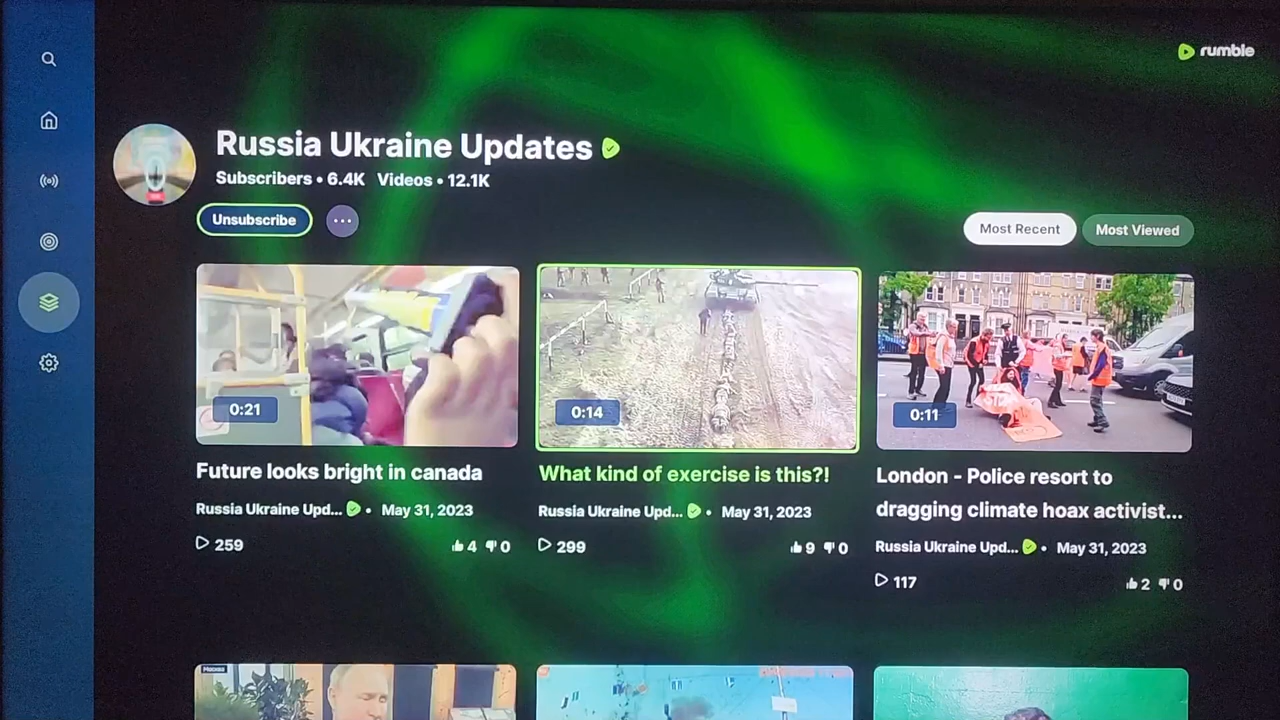 rumble
Russia Ukraine Updates
Subscribers • 6.4K Videos • 12.1K
Unsubscribe
Most Recent
Most Viewed
0:21
0:14
0:11
Future looks bright in canada
Russia Ukraine Upd... • May 31, 2023
259
4 0
What kind of exercise is this?!
Russia Ukraine Upd... • May 31, 2023
299
9 0
London - Police resort to
dragging climate hoax activist...
Russia Ukraine Upd... • May 31, 2023
117
2 0